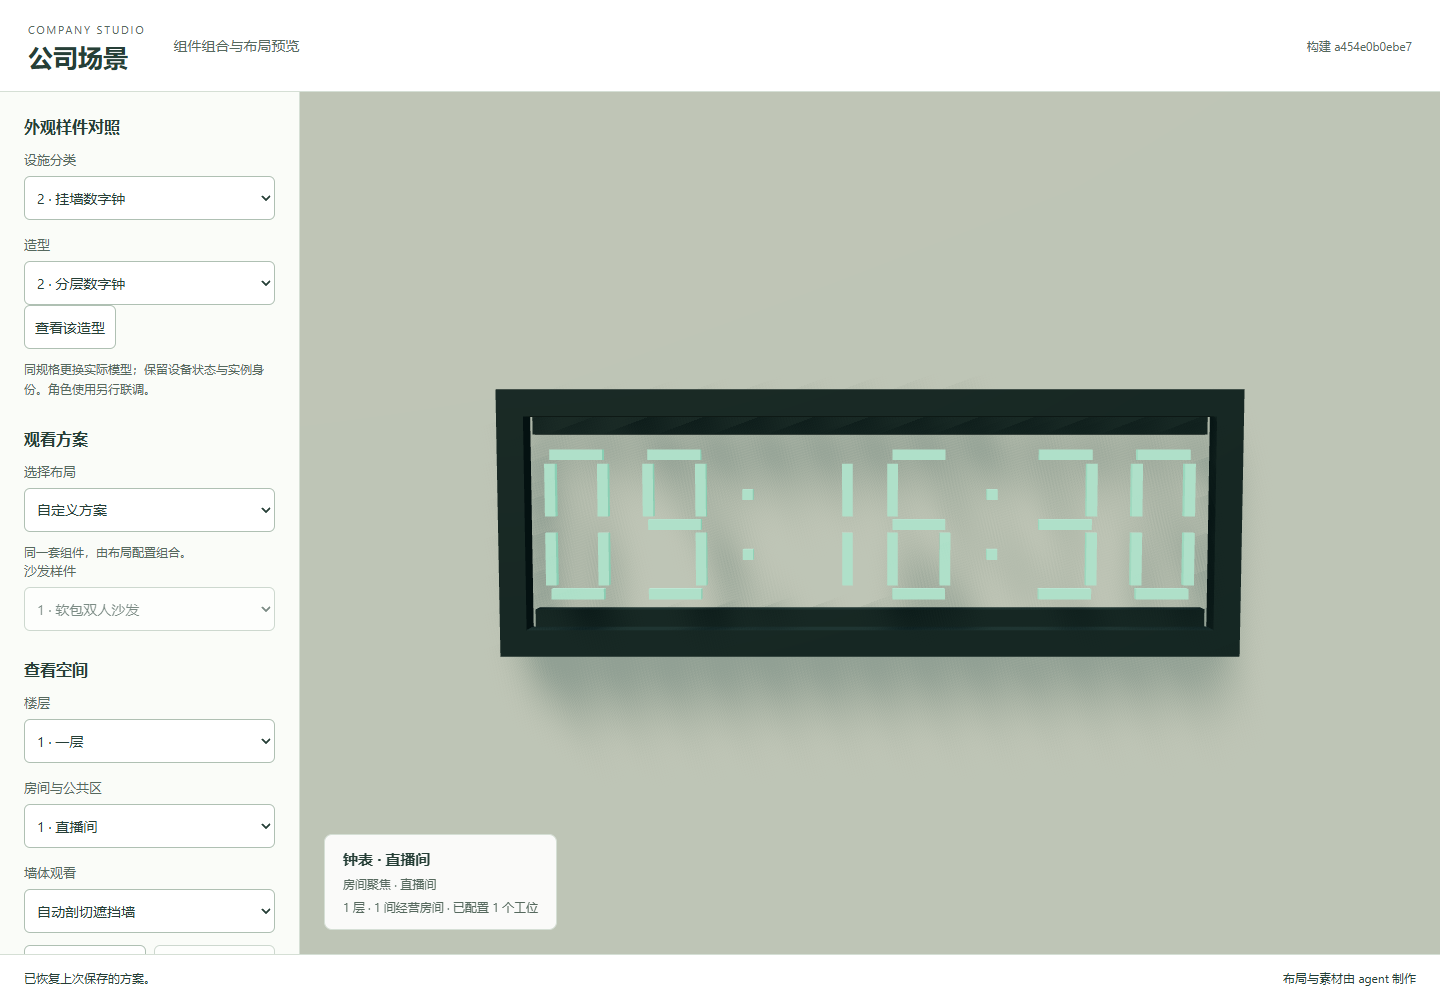 COMPANY STUDIO
公司场景
组件组合与布局预览
构建 a454e0b0ebe7
外观样件对照
设施分类
2 · 挂墙数字钟
造型
2 · 分层数字钟
查看该造型
同规格更换实际模型；保留设备状态与实例身
份。角色使用另行联调。
观看方案
选择布局
自定义方案
同一套组件，由布局配置组合。
沙发样件
1 · 软包双人沙发
查看空间
楼层
1 · 一层
房间与公共区
1 · 直播间
墙体观看
自动剖切遮挡墙
09:16:30
钟表 · 直播间
房间聚焦 · 直播间
1 层 · 1 间经营房间 · 已配置 1 个工位
已恢复上次保存的方案。
布局与素材由 agent 制作